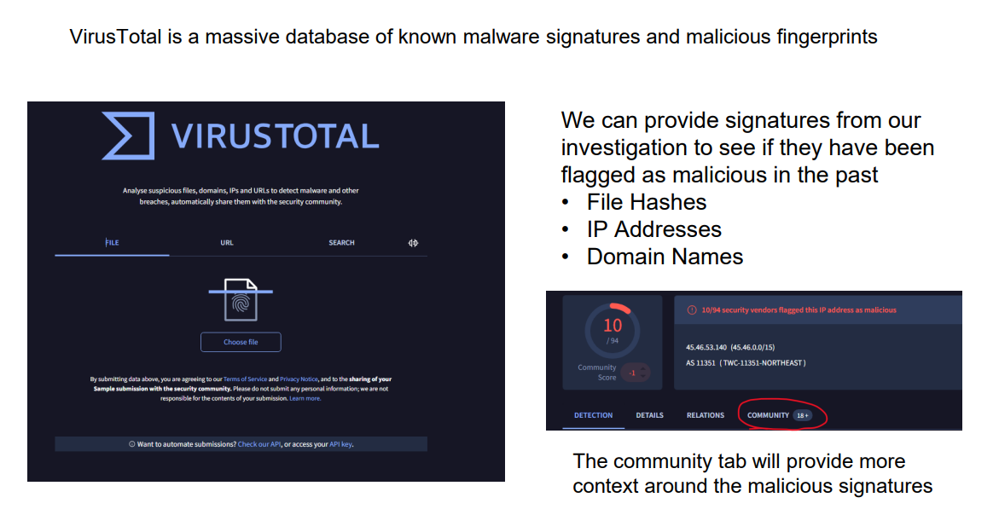 VirusTotal is a massive database of known malware signatures and malicious fingerprints
VIRUSTOTAL
Analyse suspicious files, domains, IPs and URLs to detect malware and other
breaches, automatically share them with the security community.
FILE
URL
SEARCH
Choose file
By submitting data above, you are agreeing to our Terms of Service and Privacy Notice, and to the sharing of your
Sample submission with the security community. Please do not submit any personal information; we are not
responsible for the contents of your submission. Learn more.
Want to automate submissions? Check our API, or access your API key.
We can provide signatures from our
investigation to see if they have been
flagged as malicious in the past
• File Hashes
• IP Addresses
• Domain Names
10
/ 94
Community
Score
-1
10/94 security vendors flagged this IP address as malicious
45.46.53.140 (45.46.0.0/15)
AS 11351 ( TWC-11351-NORTHEAST )
DETECTION
DETAILS
RELATIONS
COMMUNITY 18 +
The community tab will provide more
context around the malicious signatures